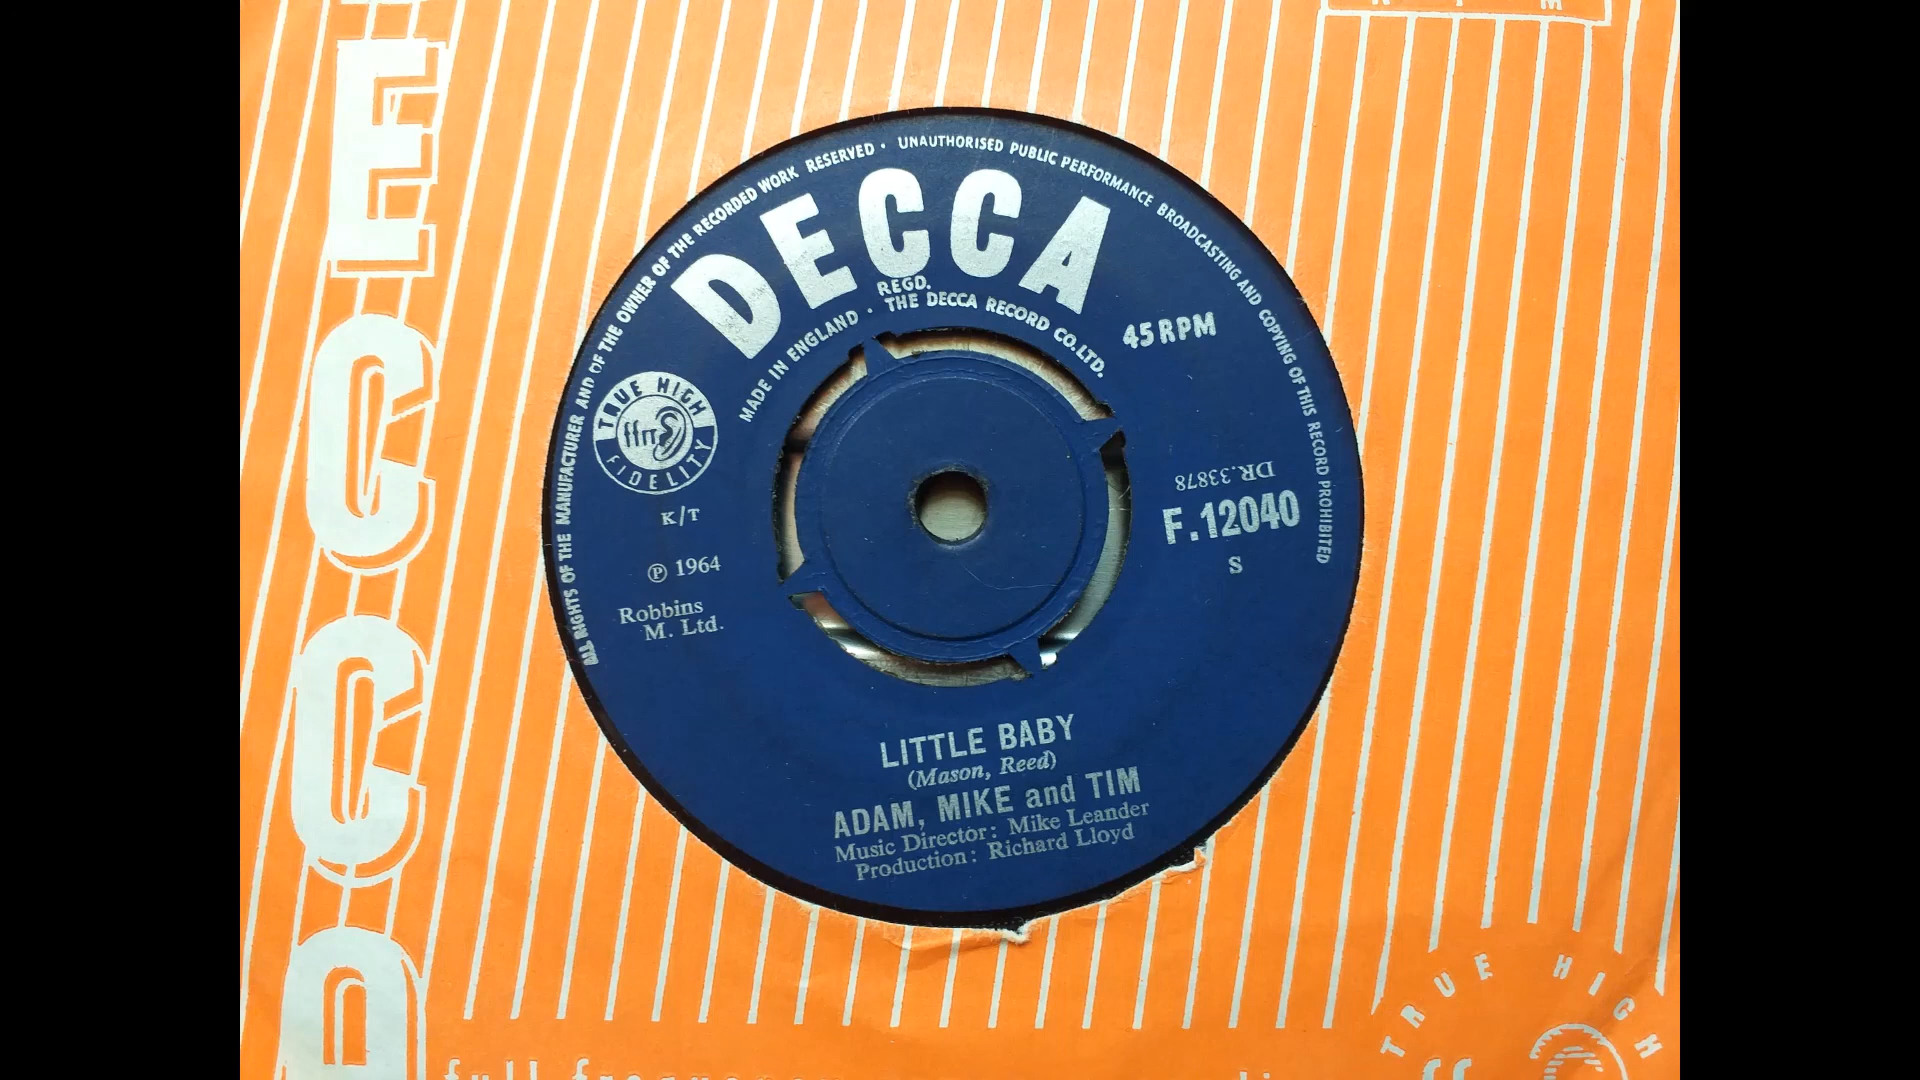 DECCA
ALL RIGHTS OF THE MANUFACTURER AND OF THE OWNER OF THE RECORDED WORK RESERVED • UNAUTHORISED PUBLIC PERFORMANCE BROADCASTING AND COPYING OF THIS RECORD PROHIBITED
DECCA
REGD.
MADE IN ENGLAND • THE DECCA RECORD CO. LTD.
45 RPM
TRUE HIGH
ffrr
FIDELITY
K/T
DR.33878
F.12040
S
℗ 1964
Robbins
M. Ltd.
LITTLE BABY
(Mason, Reed)
ADAM, MIKE and TIM
Music Director: Mike Leander
Production: Richard Lloyd
TRUE HIGH
full frequency